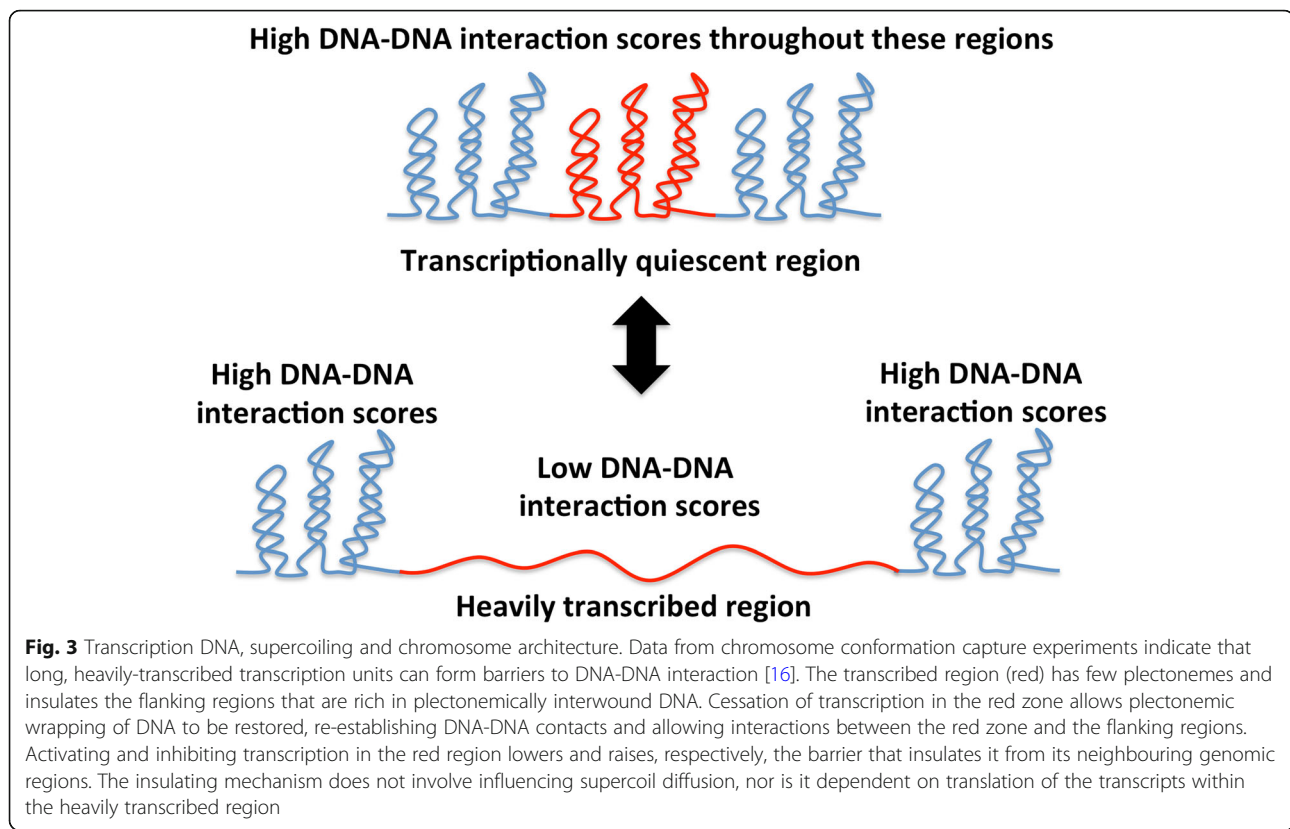 High DNA-DNA interaction scores throughout these regions
Transcriptionally quiescent region
High DNA-DNA
interaction scores
High DNA-DNA
interaction scores
Low DNA-DNA
interaction scores
Heavily transcribed region
Fig. 3 Transcription DNA, supercoiling and chromosome architecture. Data from chromosome conformation capture experiments indicate that
long, heavily-transcribed transcription units can form barriers to DNA-DNA interaction [16]. The transcribed region (red) has few plectonemes and
insulates the flanking regions that are rich in plectonemically interwound DNA. Cessation of transcription in the red zone allows plectonemic
wrapping of DNA to be restored, re-establishing DNA-DNA contacts and allowing interactions between the red zone and the flanking regions.
Activating and inhibiting transcription in the red region lowers and raises, respectively, the barrier that insulates it from its neighbouring genomic
regions. The insulating mechanism does not involve influencing supercoil diffusion, nor is it dependent on translation of the transcripts within
the heavily transcribed region